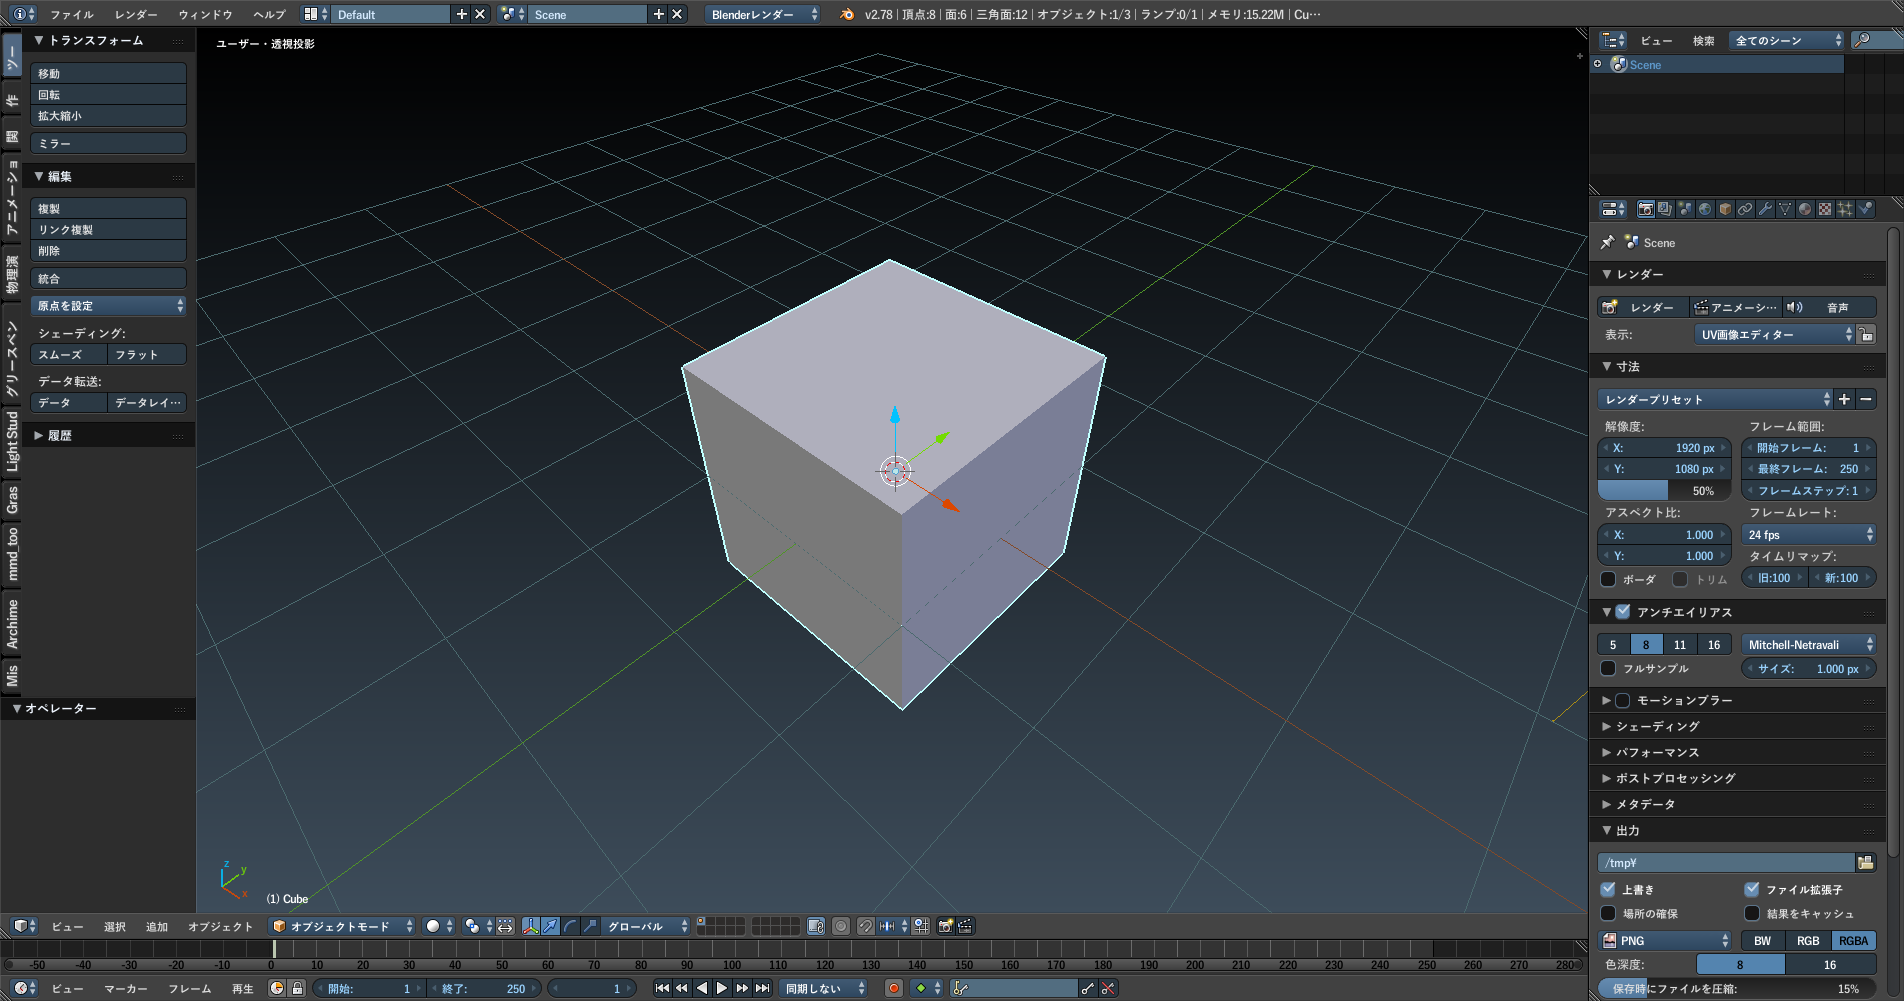 ファイル レンダー ウィンドウ ヘルプ Default Scene Blenderレンダー v2.78 | 頂点:8 | 面:6 | 三角面:12 | オブジェクト:1/3 | ランプ:0/1 | メモリ:15.22M | Cu…
ツー
作
関
アニメーショ
物理演
グリースペン
Light Stud
Gras
mmd_too
Archime
Mis
トランスフォーム
移動
回転
拡大縮小
ミラー
編集
複製
リンク複製
削除
統合
原点を設定
シェーディング:
スムーズ フラット
データ転送:
データ データレイ…
履歴
オペレーター
ユーザー・透視投影
z
y
x
(1) Cube
ビュー 選択 追加 オブジェクト オブジェクトモード グローバル
-50 -40 -30 -20 -10 0 10 20 30 40 50 60 70 80 90 100 110 120 130 140 150 160 170 180 190 200 210 220 230 240 250 260 270 280
ビュー マーカー フレーム 再生 開始: 1 終了: 250 1 同期しない
ビュー 検索 全てのシーン
Scene
Scene
レンダー
レンダー アニメーシ… 音声
表示: UV画像エディター
寸法
レンダープリセット
解像度: フレーム範囲:
X: 1920 px 開始フレーム: 1
Y: 1080 px 最終フレーム: 250
50% フレームステップ: 1
アスペクト比: フレームレート:
X: 1.000 24 fps
Y: 1.000 タイムリマップ:
ボーダ トリム 旧:100 新:100
アンチエイリアス
5 8 11 16 Mitchell-Netravali
フルサンプル サイズ: 1.000 px
モーションブラー
シェーディング
パフォーマンス
ポストプロセッシング
メタデータ
出力
/tmp¥
上書き ファイル拡張子
場所の確保 結果をキャッシュ
PNG BW RGB RGBA
色深度: 8 16
保存時にファイルを圧縮: 15%